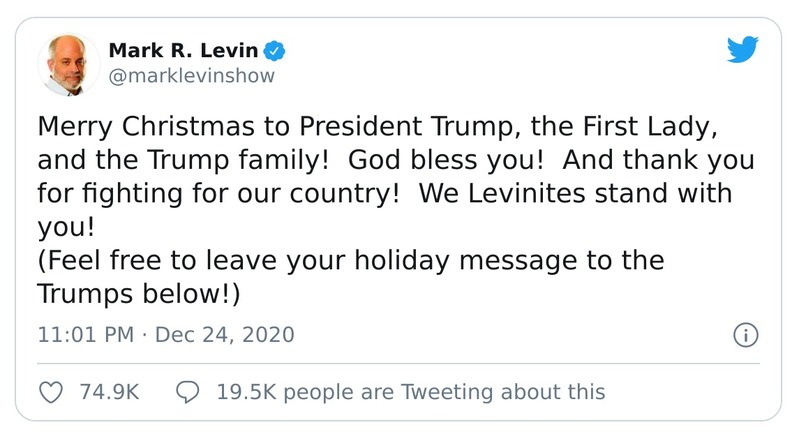 Mark R. Levin
@marklevinshow
Merry Christmas to President Trump, the First Lady,
and the Trump family!  God bless you!  And thank you
for fighting for our country!  We Levinites stand with
you!
(Feel free to leave your holiday message to the
Trumps below!)
11:01 PM · Dec 24, 2020
74.9K 19.5K people are Tweeting about this